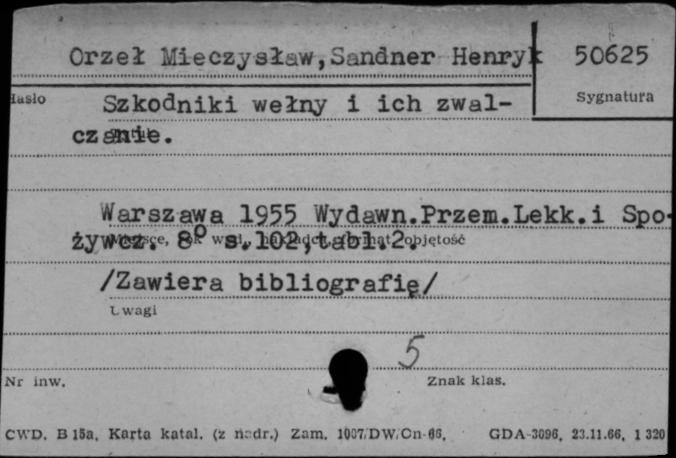 Orzeł Mieczysław, Sandner Henryk 50625
Hasło Sygnatura
Szkodniki wełny i ich zwal-
czanie.
Warszawa 1955 Wydawn.Przem.Lekk.i Spo-
żywcz. 8° s.102,tabl.2.
objętość
/Zawiera bibliografię/
Uwagi
5
Nr inw. Znak klas.
CWD. B 15a. Karta katal. (z nadr.) Zam. 1007/DW/Cn-66. GDA-3096, 23.11.66, 1 320